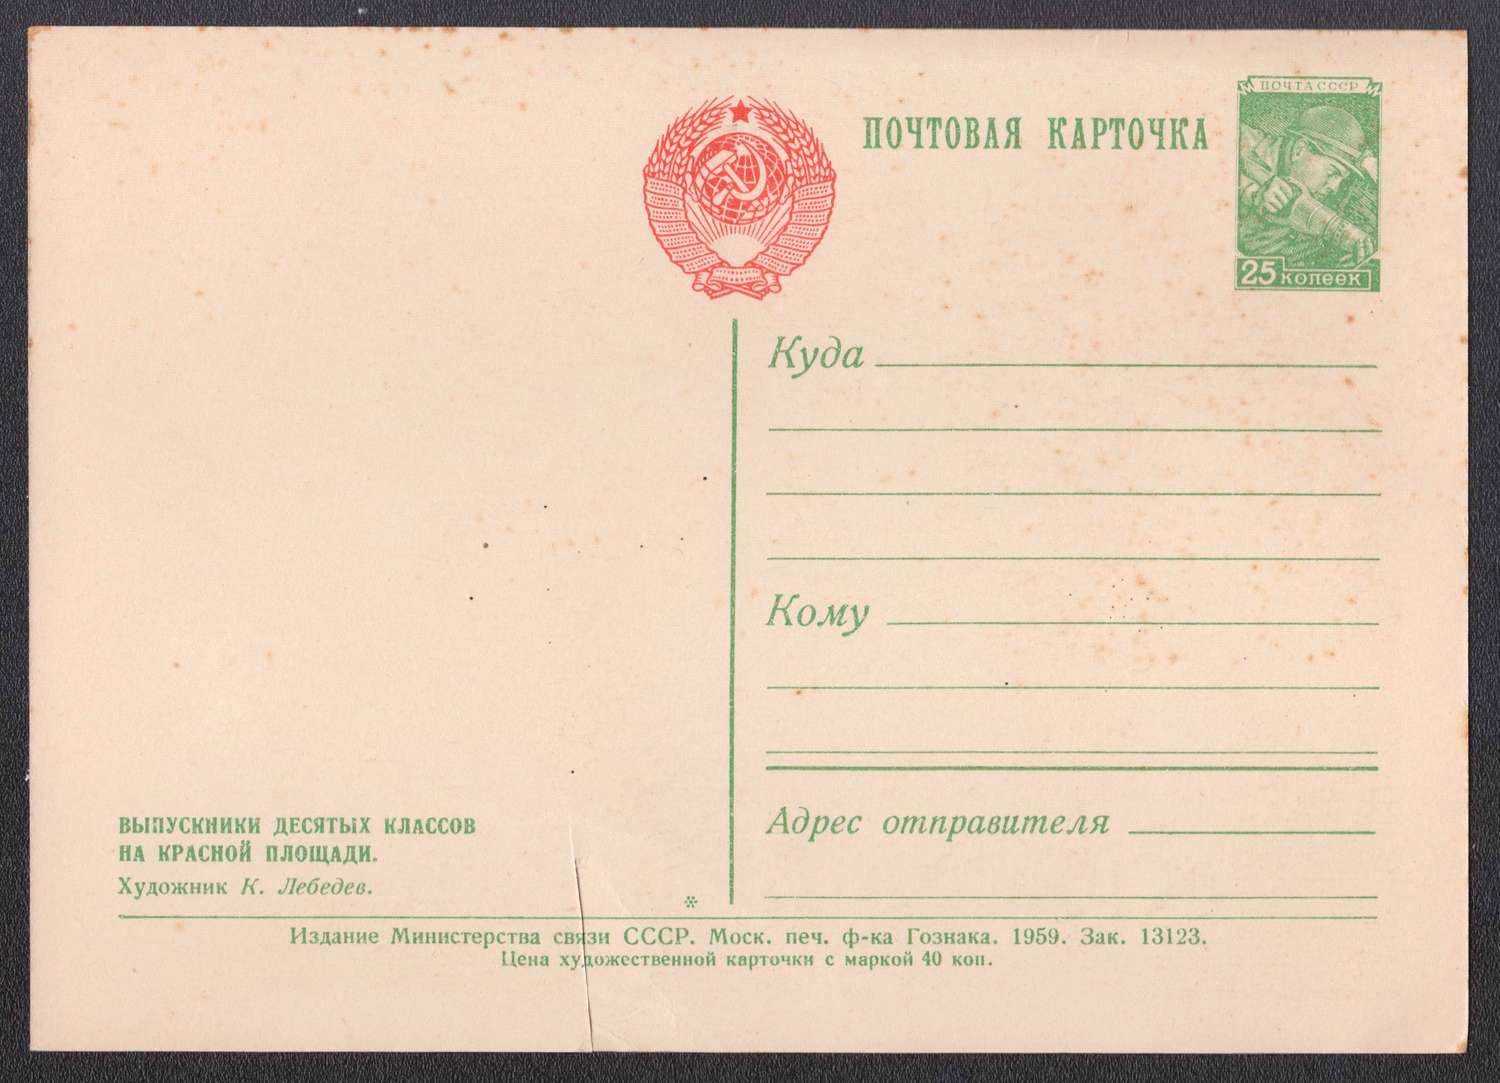 ПОЧТА СССР
ПОЧТОВАЯ КАРТОЧКА
25 КОПЕЕК
Куда
Кому
Адрес отправителя
ВЫПУСКНИКИ ДЕСЯТЫХ КЛАССОВ
НА КРАСНОЙ ПЛОЩАДИ.
Художник К. Лебедев.
*
Издание Министерства связи СССР. Моск. печ. ф-ка Гознака. 1959. Зак. 13123.
Цена художественной карточки с маркой 40 коп.